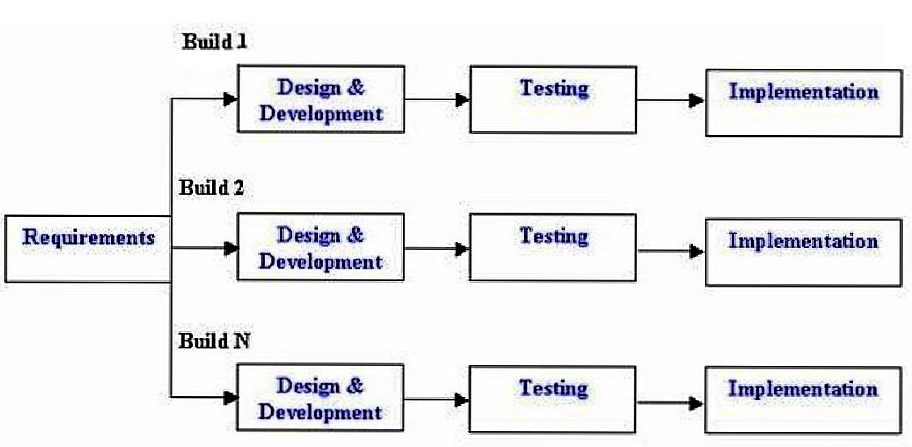 Build 1
Design &
Development
Testing
Implementation
Build 2
Requirements
Design &
Development
Testing
Implementation
Build N
Design &
Development
Testing
Implementation